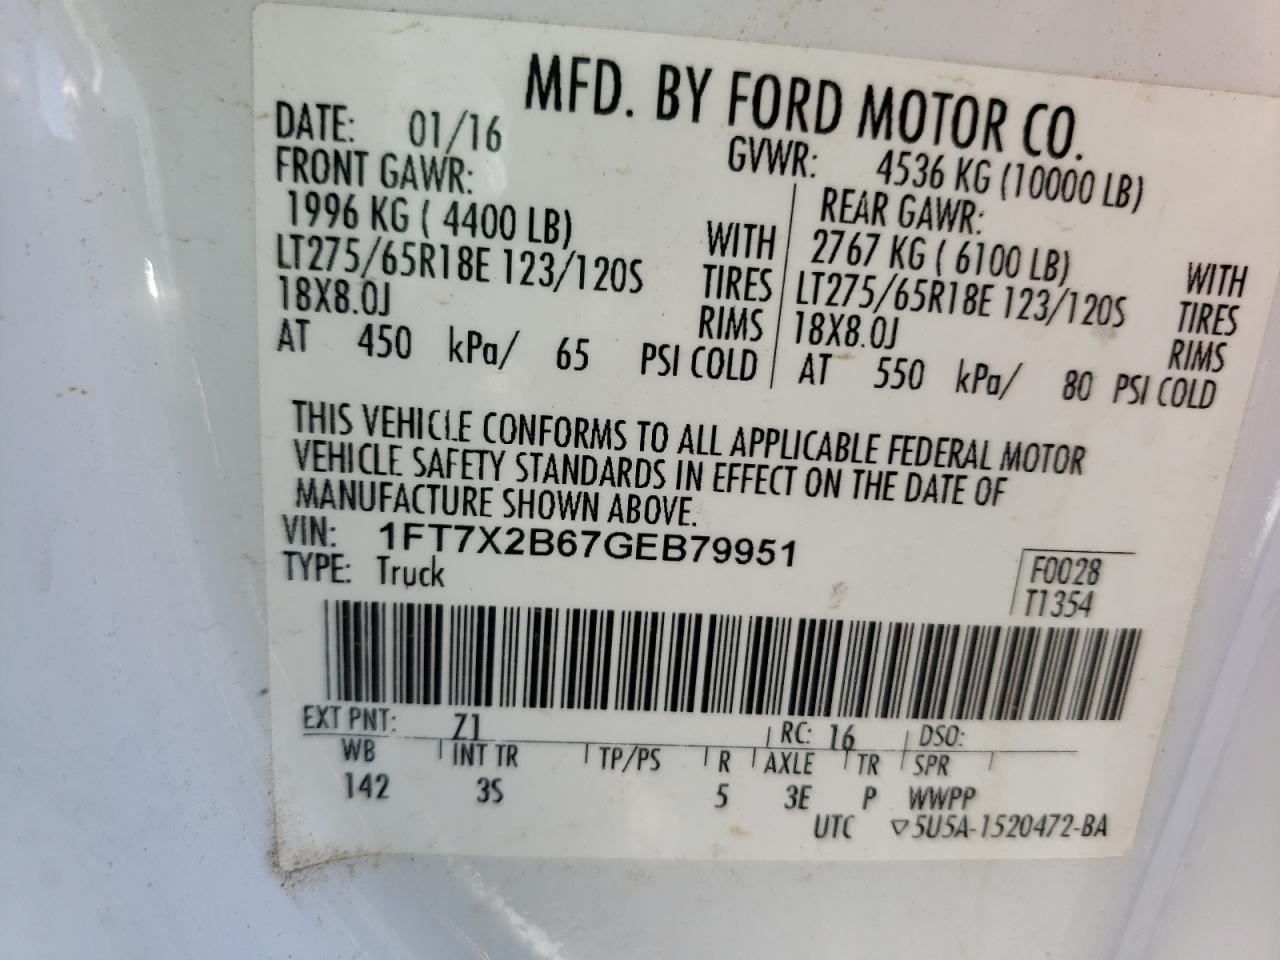 MFD. BY FORD MOTOR CO.
DATE: 01/16 GVWR: 4536 KG (10000 LB)
FRONT GAWR: REAR GAWR:
1996 KG ( 4400 LB) WITH 2767 KG ( 6100 LB) WITH
LT275/65R18E 123/120S TIRES LT275/65R18E 123/120S TIRES
18X8.0J RIMS 18X8.0J RIMS
AT 450 kPa/ 65 PSI COLD AT 550 kPa/ 80 PSI COLD
THIS VEHICLE CONFORMS TO ALL APPLICABLE FEDERAL MOTOR
VEHICLE SAFETY STANDARDS IN EFFECT ON THE DATE OF
MANUFACTURE SHOWN ABOVE.
VIN: 1FT7X2B67GEB79951
TYPE: Truck F0028
T1354
EXT PNT: Z1 RC: 16 DSO:
WB INT TR TP/PS R AXLE TR SPR
142 3S 5 3E P WWPP
UTC ▽5U5A-1520472-BA